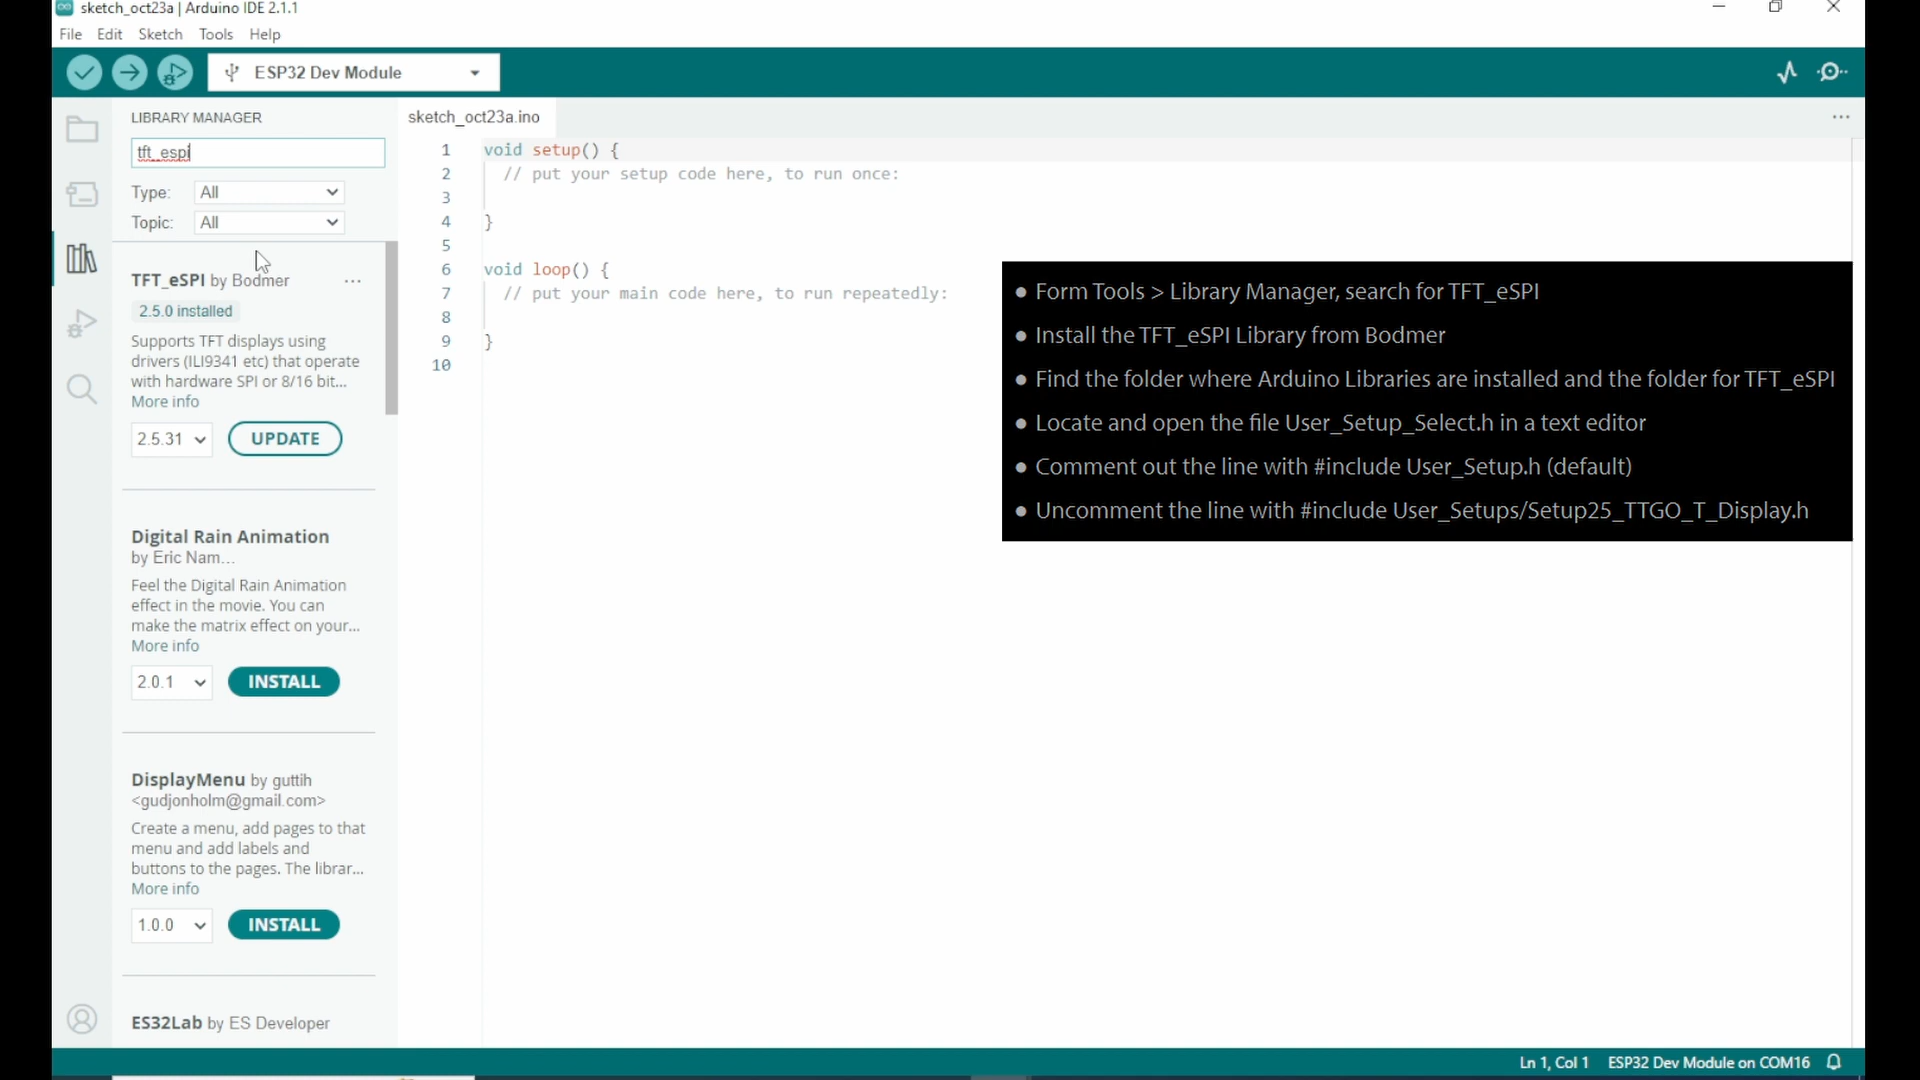 sketch_oct23a | Arduino IDE 2.1.1
File Edit Sketch Tools Help
ESP32 Dev Module
LIBRARY MANAGER
tft_espi
Type: All
Topic: All
TFT_eSPI by Bodmer
2.5.0 installed
Supports TFT displays using
drivers (ILI9341 etc) that operate
with hardware SPI or 8/16 bit...
More info
2.5.31 UPDATE
Digital Rain Animation
by Eric Nam...
Feel the Digital Rain Animation
effect in the movie. You can
make the matrix effect on your...
More info
2.0.1 INSTALL
DisplayMenu by guttih
<gudjonholm@gmail.com>
Create a menu, add pages to that
menu and add labels and
buttons to the pages. The librar...
More info
1.0.0 INSTALL
ES32Lab by ES Developer
sketch_oct23a.ino
1 void setup() {
2 // put your setup code here, to run once:
3
4 }
5
6 void loop() {
7 // put your main code here, to run repeatedly:
8
9 }
10
● Form Tools > Library Manager, search for TFT_eSPI
● Install the TFT_eSPI Library from Bodmer
● Find the folder where Arduino Libraries are installed and the folder for TFT_eSPI
● Locate and open the file User_Setup_Select.h in a text editor
● Comment out the line with #include User_Setup.h (default)
● Uncomment the line with #include User_Setups/Setup25_TTGO_T_Display.h
Ln 1, Col 1 ESP32 Dev Module on COM16